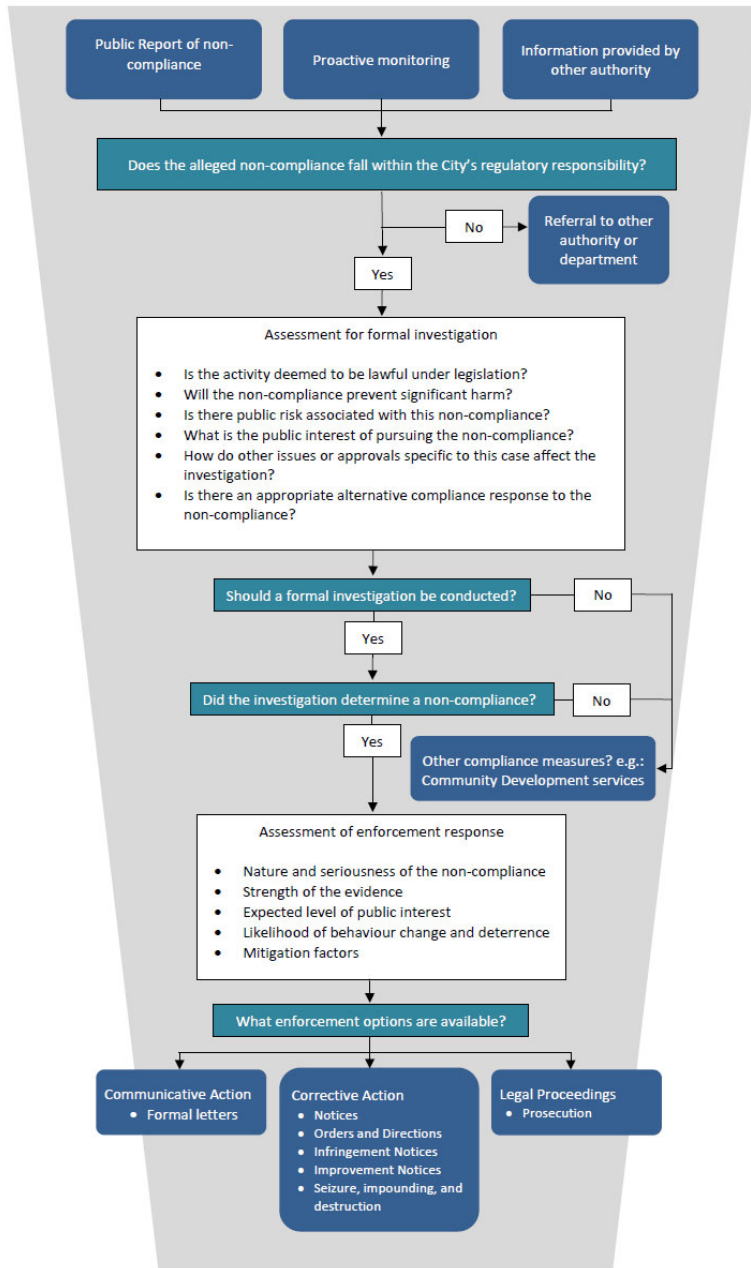 Public Report of non-
compliance
Proactive monitoring
Information provided by
other authority
Does the alleged non-compliance fall within the City's regulatory responsibility?
No
Referral to other
authority or
department
Yes
Assessment for formal investigation
• Is the activity deemed to be lawful under legislation?
• Will the non-compliance prevent significant harm?
• Is there public risk associated with this non-compliance?
• What is the public interest of pursuing the non-compliance?
• How do other issues or approvals specific to this case affect the
investigation?
• Is there an appropriate alternative compliance response to the
non-compliance?
Should a formal investigation be conducted?
No
Yes
Did the investigation determine a non-compliance?
No
Yes
Other compliance measures? e.g.:
Community Development services
Assessment of enforcement response
• Nature and seriousness of the non-compliance
• Strength of the evidence
• Expected level of public interest
• Likelihood of behaviour change and deterrence
• Mitigation factors
What enforcement options are available?
Communicative Action
• Formal letters
Corrective Action
• Notices
• Orders and Directions
• Infringement Notices
• Improvement Notices
• Seizure, impounding, and
destruction
Legal Proceedings
• Prosecution